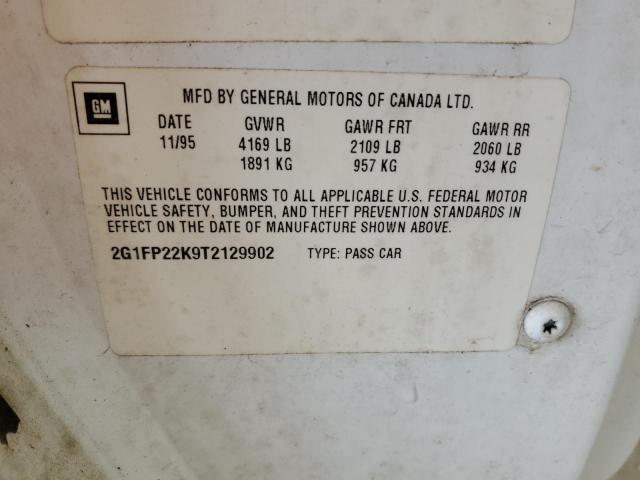 GM
MFD BY GENERAL MOTORS OF CANADA LTD.
DATE GVWR GAWR FRT GAWR RR
11/95 4169 LB 2109 LB 2060 LB
1891 KG 957 KG 934 KG
THIS VEHICLE CONFORMS TO ALL APPLICABLE U.S. FEDERAL MOTOR
VEHICLE SAFETY, BUMPER, AND THEFT PREVENTION STANDARDS IN
EFFECT ON THE DATE OF MANUFACTURE SHOWN ABOVE.
2G1FP22K9T2129902 TYPE: PASS CAR